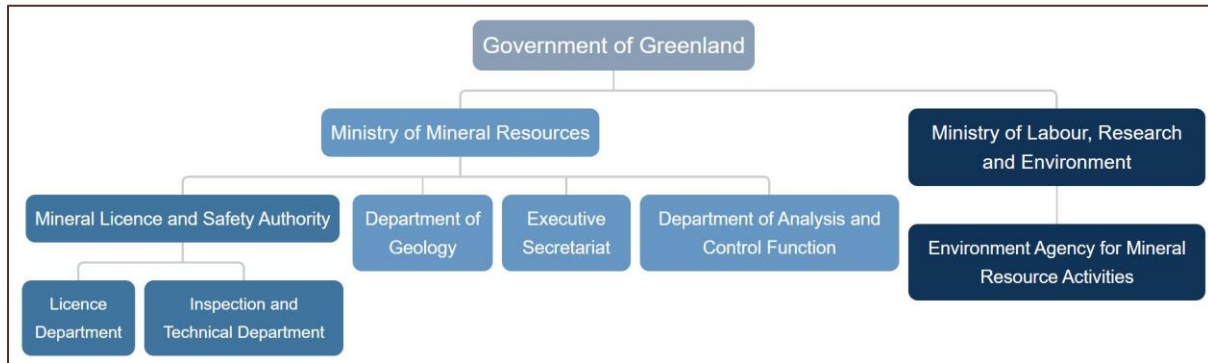 Government of Greenland
Ministry of Mineral Resources
Ministry of Labour, Research
and Environment
Mineral Licence and Safety Authority
Department of
Geology
Executive
Secretariat
Department of Analysis and
Control Function
Environment Agency for Mineral
Resource Activities
Licence
Department
Inspection and
Technical Department